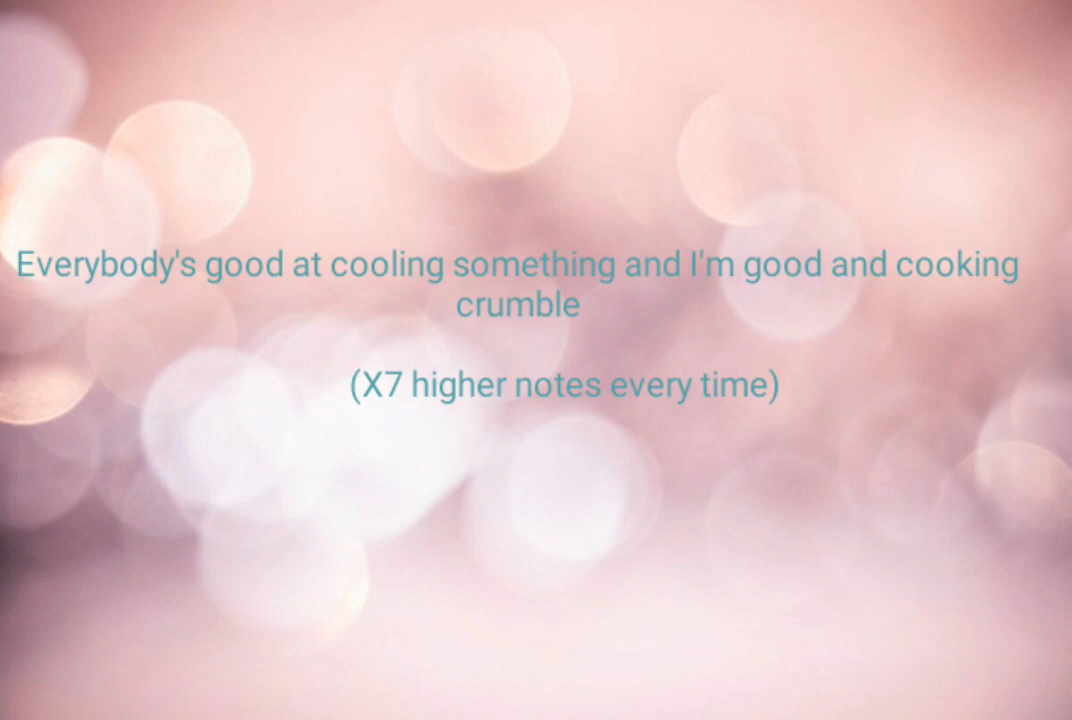 Everybody's good at cooling something and I'm good and cooking
crumble
(X7 higher notes every time)